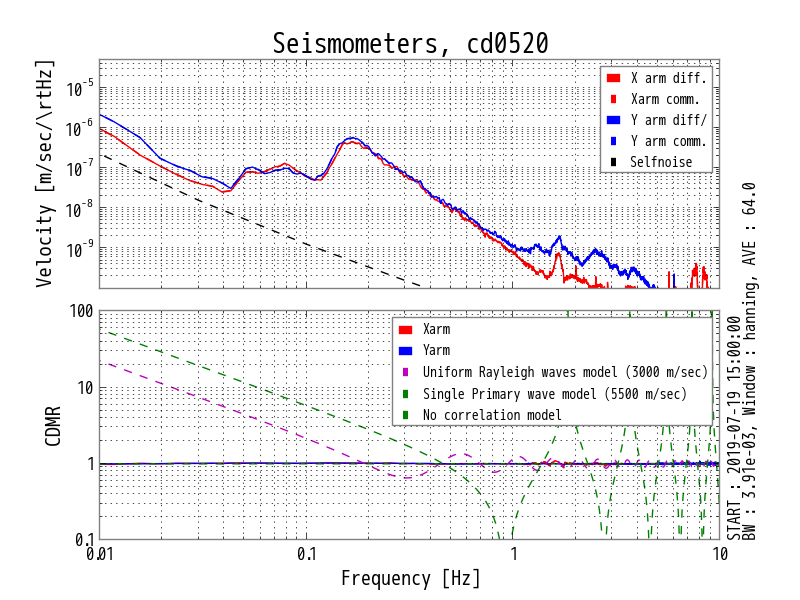 Seismometers, cd0520
Velocity [m/sec/\rtHz]
10^-5
10^-6
10^-7
10^-8
10^-9
X arm diff.
Xarm comm.
Y arm diff/
Y arm comm.
Selfnoise
CDMR
100
10
1
0.1
Xarm
Yarm
Uniform Rayleigh waves model (3000 m/sec)
Single Primary wave model (5500 m/sec)
No correlation model
0.01
0.1
1
10
Frequency [Hz]
START : 2019-07-19 15:00:00
BW : 3.91e-03, Window : hanning, AVE : 64.0